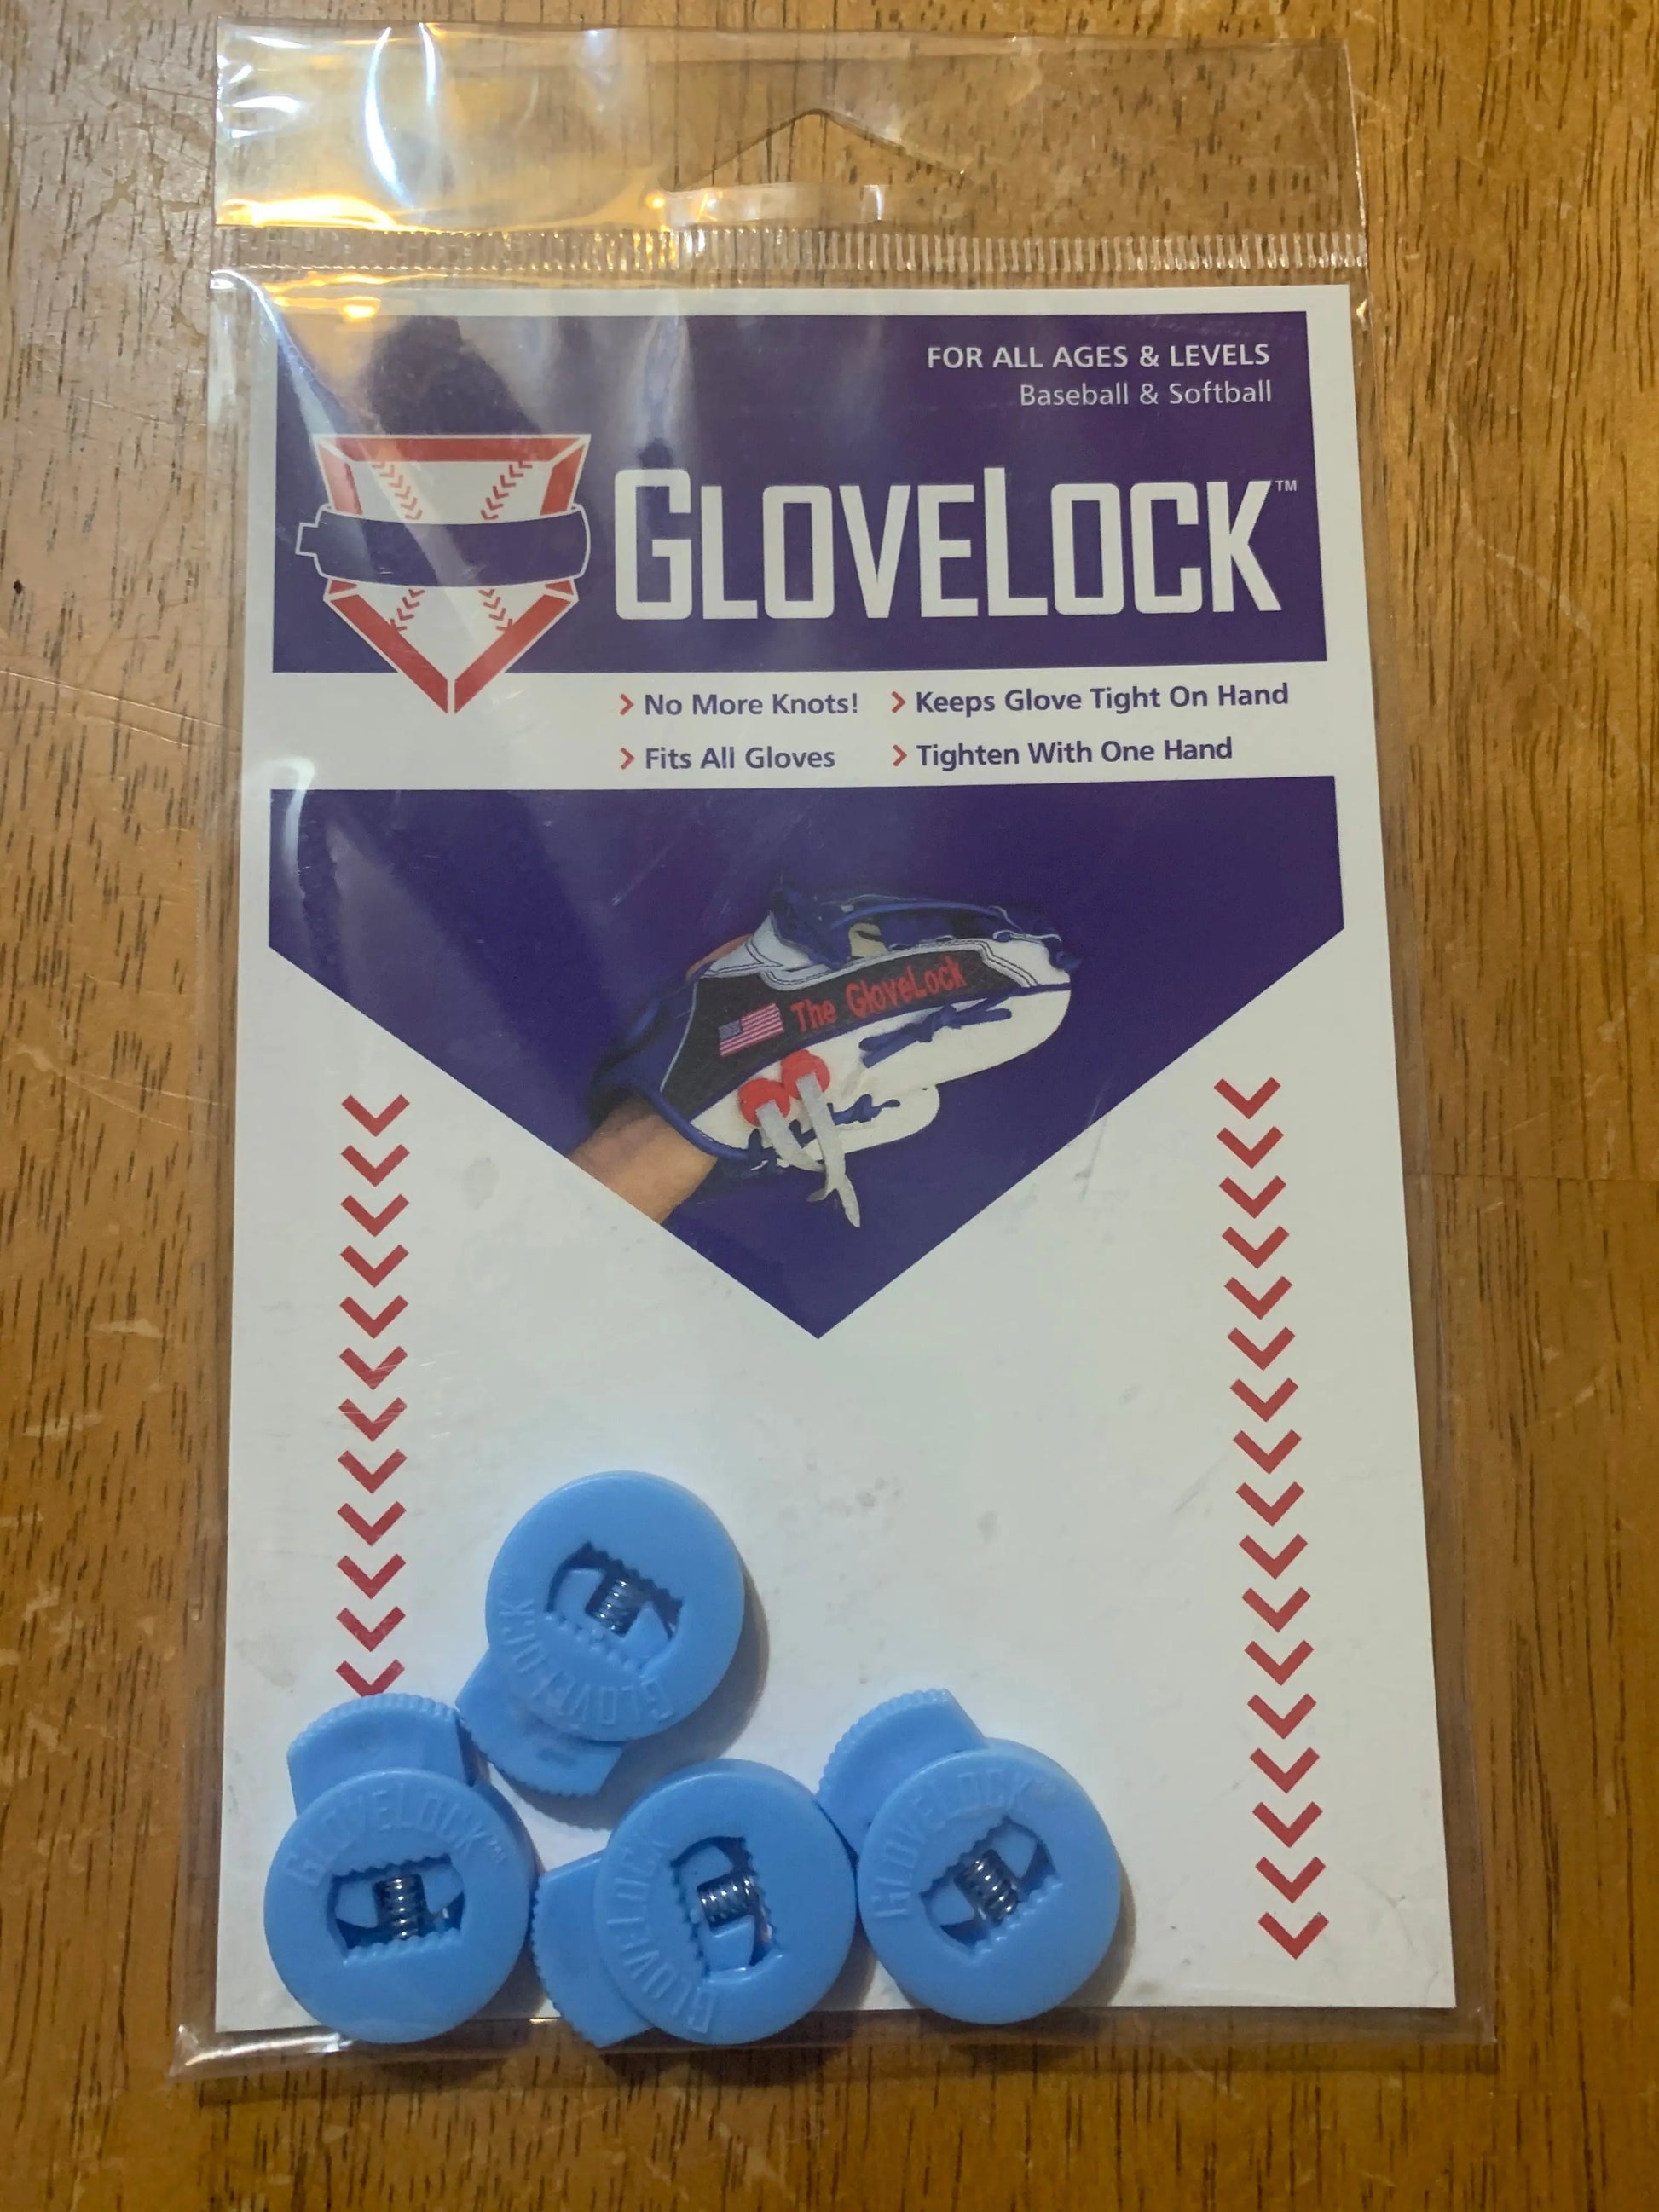 FOR ALL AGES & LEVELS
Baseball & Softball
GLOVELOCK™
> No More Knots! > Keeps Glove Tight On Hand
> Fits All Gloves > Tighten With One Hand
The GloveLock
GLOVELOCK
GLOVELOCK™
GLOVELOCK
GLOVELOCK™